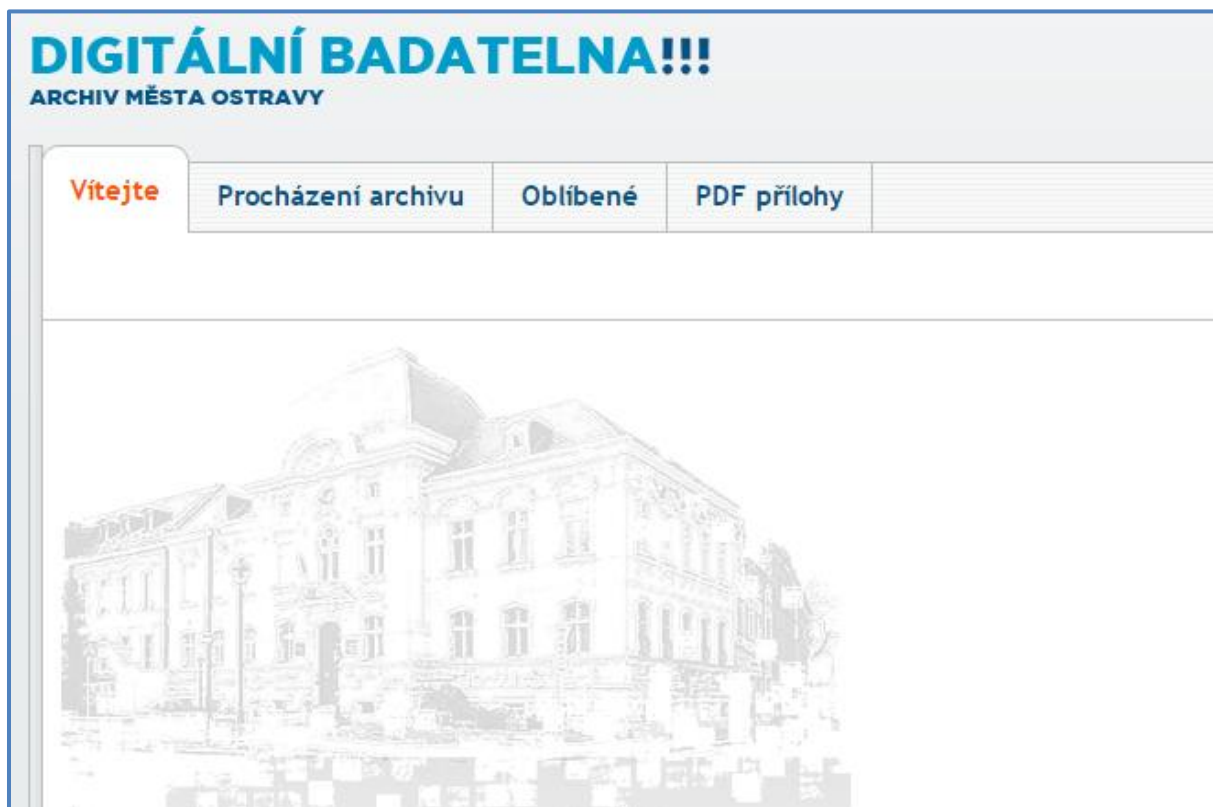 DIGITÁLNÍ BADATELNA!!!
ARCHIV MĚSTA OSTRAVY
Vítejte Procházení archivu Oblíbené PDF přílohy